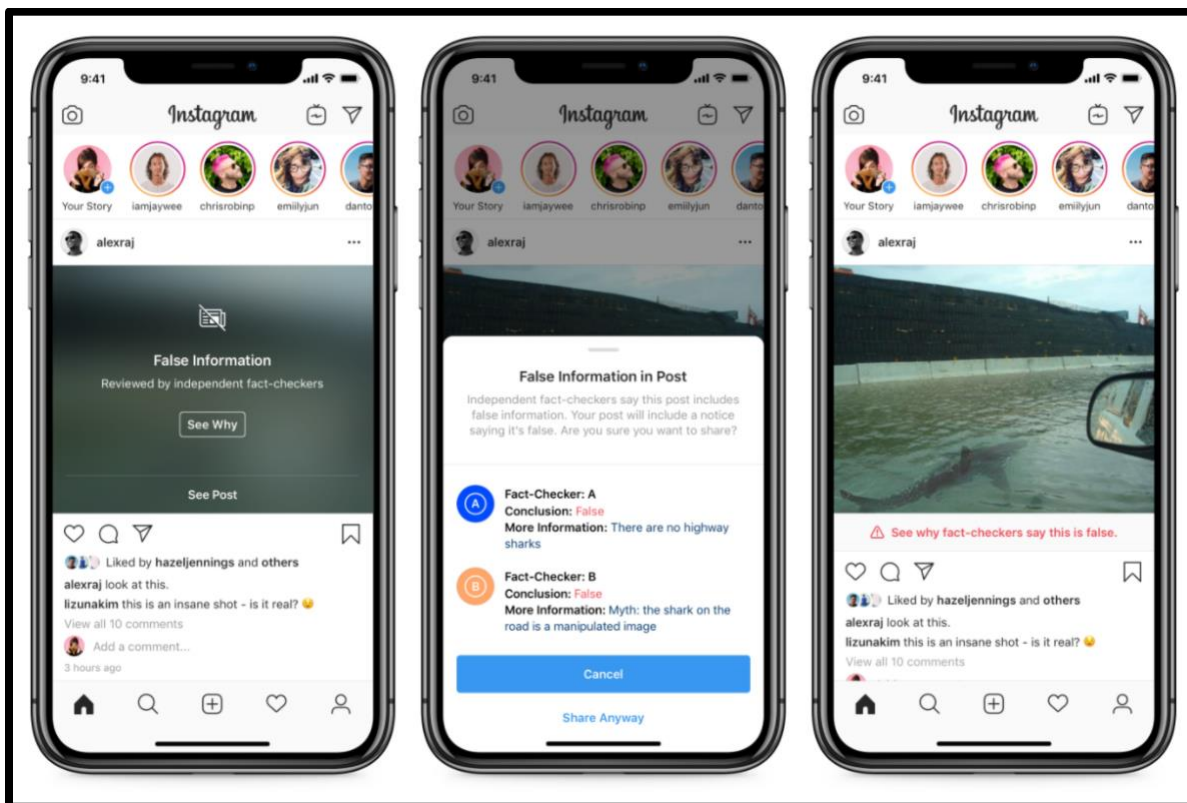 9:41
Instagram
Your Story iamjaywee chrisrobinp emiilyjun danto
alexraj
False Information
Reviewed by independent fact-checkers
See Why
See Post
Liked by hazeljennings and others
alexraj look at this.
lizunakim this is an insane shot - is it real? 😉
View all 10 comments
Add a comment...
3 hours ago
9:41
Instagram
Your Story iamjaywee chrisrobinp emiilyjun danto
alexraj
False Information in Post
Independent fact-checkers say this post includes
false information. Your post will include a notice
saying it's false. Are you sure you want to share?
A
Fact-Checker: A
Conclusion: False
More Information: There are no highway
sharks
B
Fact-Checker: B
Conclusion: False
More Information: Myth: the shark on the
road is a manipulated image
Cancel
Share Anyway
9:41
Instagram
Your Story iamjaywee chrisrobinp emiilyjun danto
alexraj
See why fact-checkers say this is false.
Liked by hazeljennings and others
alexraj look at this.
lizunakim this is an insane shot - is it real? 😉
View all 10 comments